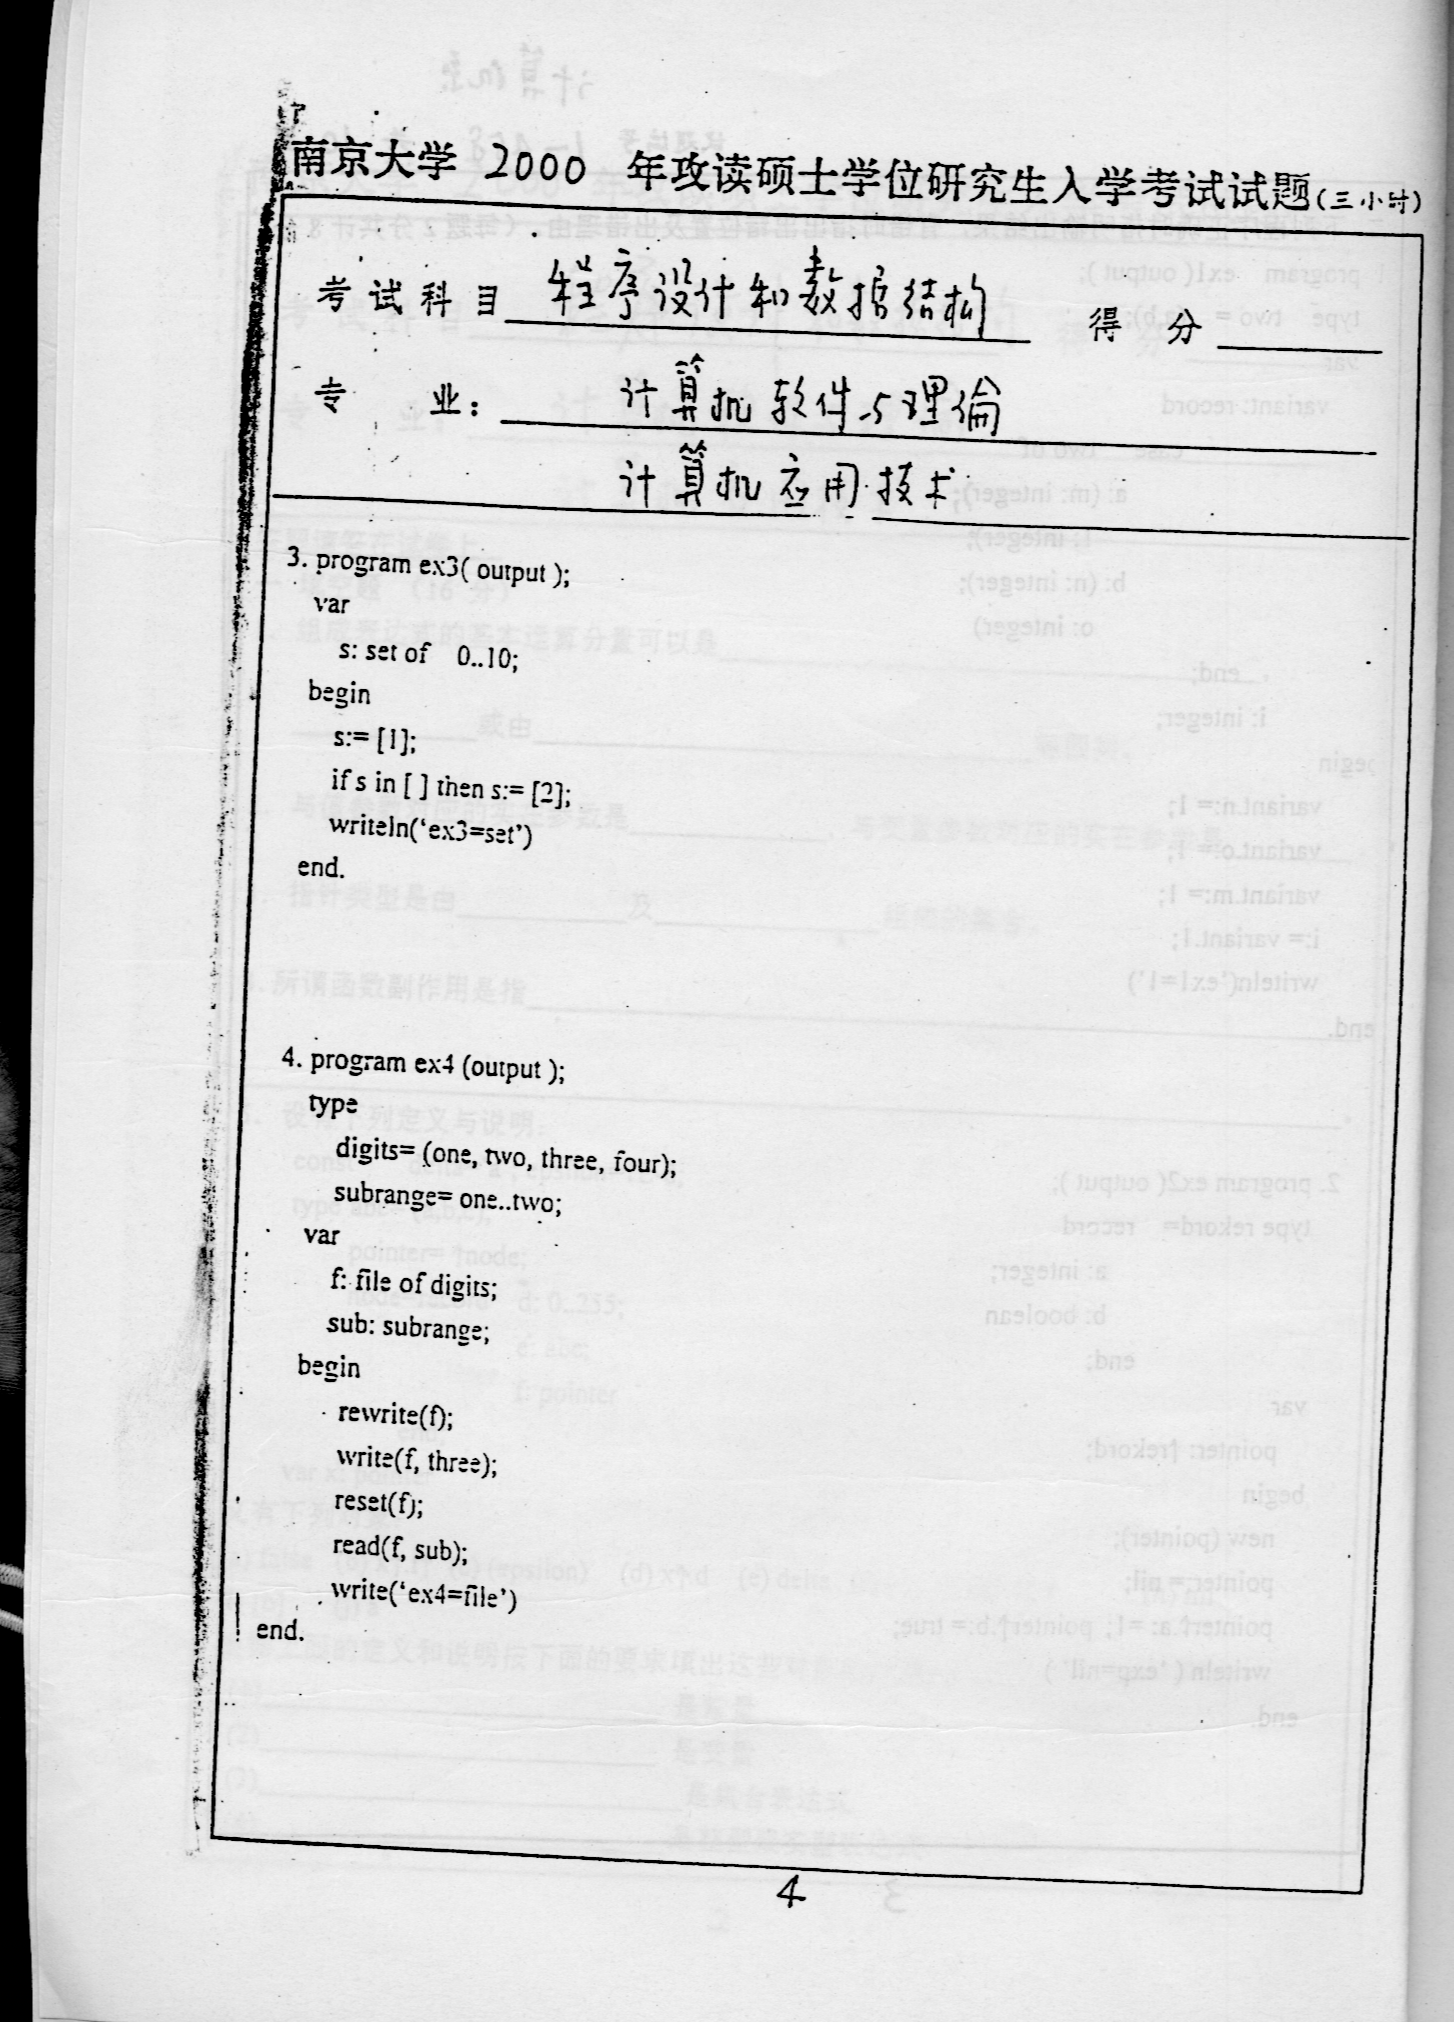 南京大学 2000 年攻读硕士学位研究生入学考试试题(三小时)
考试科目 程序设计和数据结构 得 分
专 业: 计算机软件与理論
计算机应用技术
3. program ex3( output );
var
s: set of 0..10;
begin
s:= [1];
if s in [ ] then s:= [2];
writeln(‘ex3=set’)
end.
4. program ex4 (output );
type
digits= (one, two, three, four);
subrange= one..two;
var
f: file of digits;
sub: subrange;
begin
rewrite(f);
write(f, three);
reset(f);
read(f, sub);
write(‘ex4=file’)
end.
4